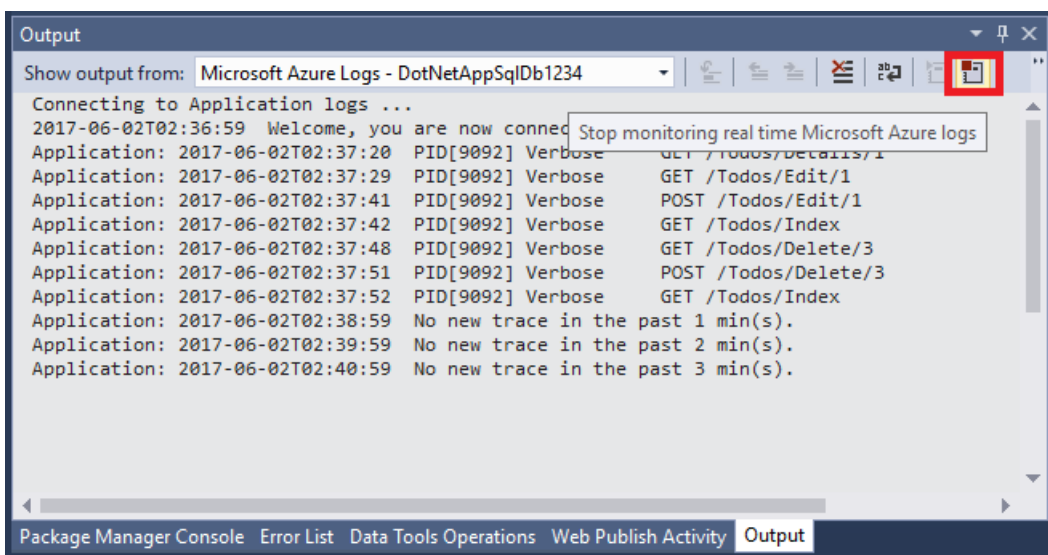 Output
Show output from: Microsoft Azure Logs - DotNetAppSqlDb1234
Connecting to Application logs ...
2017-06-02T02:36:59  Welcome, you are now connec
Stop monitoring real time Microsoft Azure logs
Application: 2017-06-02T02:37:20  PID[9092] Verbose     GET /Todos/Details/1
Application: 2017-06-02T02:37:29  PID[9092] Verbose     GET /Todos/Edit/1
Application: 2017-06-02T02:37:41  PID[9092] Verbose     POST /Todos/Edit/1
Application: 2017-06-02T02:37:42  PID[9092] Verbose     GET /Todos/Index
Application: 2017-06-02T02:37:48  PID[9092] Verbose     GET /Todos/Delete/3
Application: 2017-06-02T02:37:51  PID[9092] Verbose     POST /Todos/Delete/3
Application: 2017-06-02T02:37:52  PID[9092] Verbose     GET /Todos/Index
Application: 2017-06-02T02:38:59  No new trace in the past 1 min(s).
Application: 2017-06-02T02:39:59  No new trace in the past 2 min(s).
Application: 2017-06-02T02:40:59  No new trace in the past 3 min(s).
Package Manager Console  Error List  Data Tools Operations  Web Publish Activity  Output